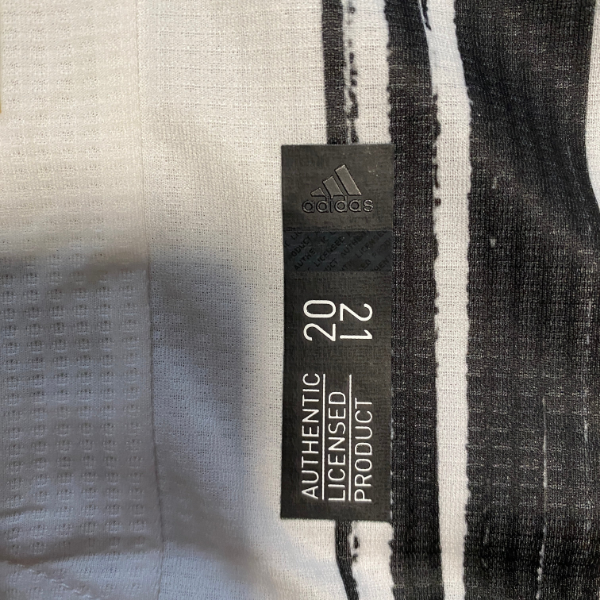 adidas
20
21
AUTHENTIC
LICENSED
PRODUCT